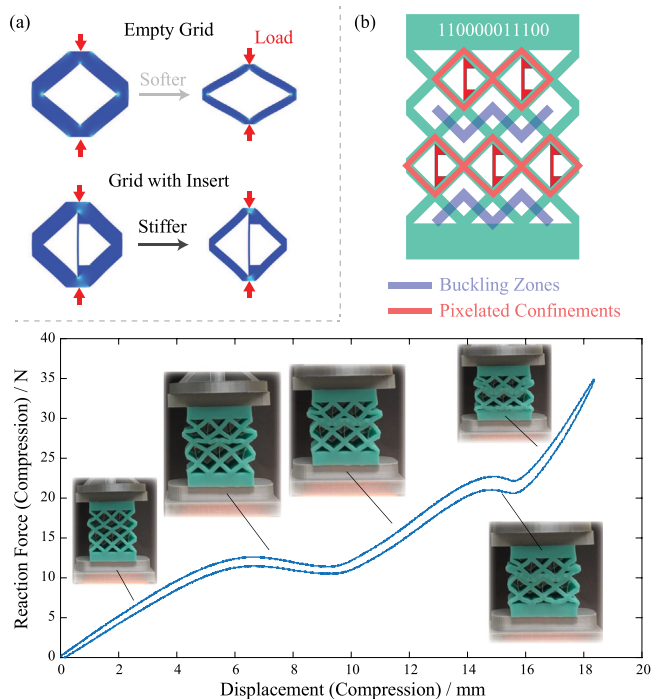 (a)
Empty Grid
Load
Softer
Grid with Insert
Stiffer
(b)
110000011100
Buckling Zones
Pixelated Confinements
Reaction Force (Compression) / N
40
35
30
25
20
15
10
5
0
0 2 4 6 8 10 12 14 16 18 20
Displacement (Compression) / mm